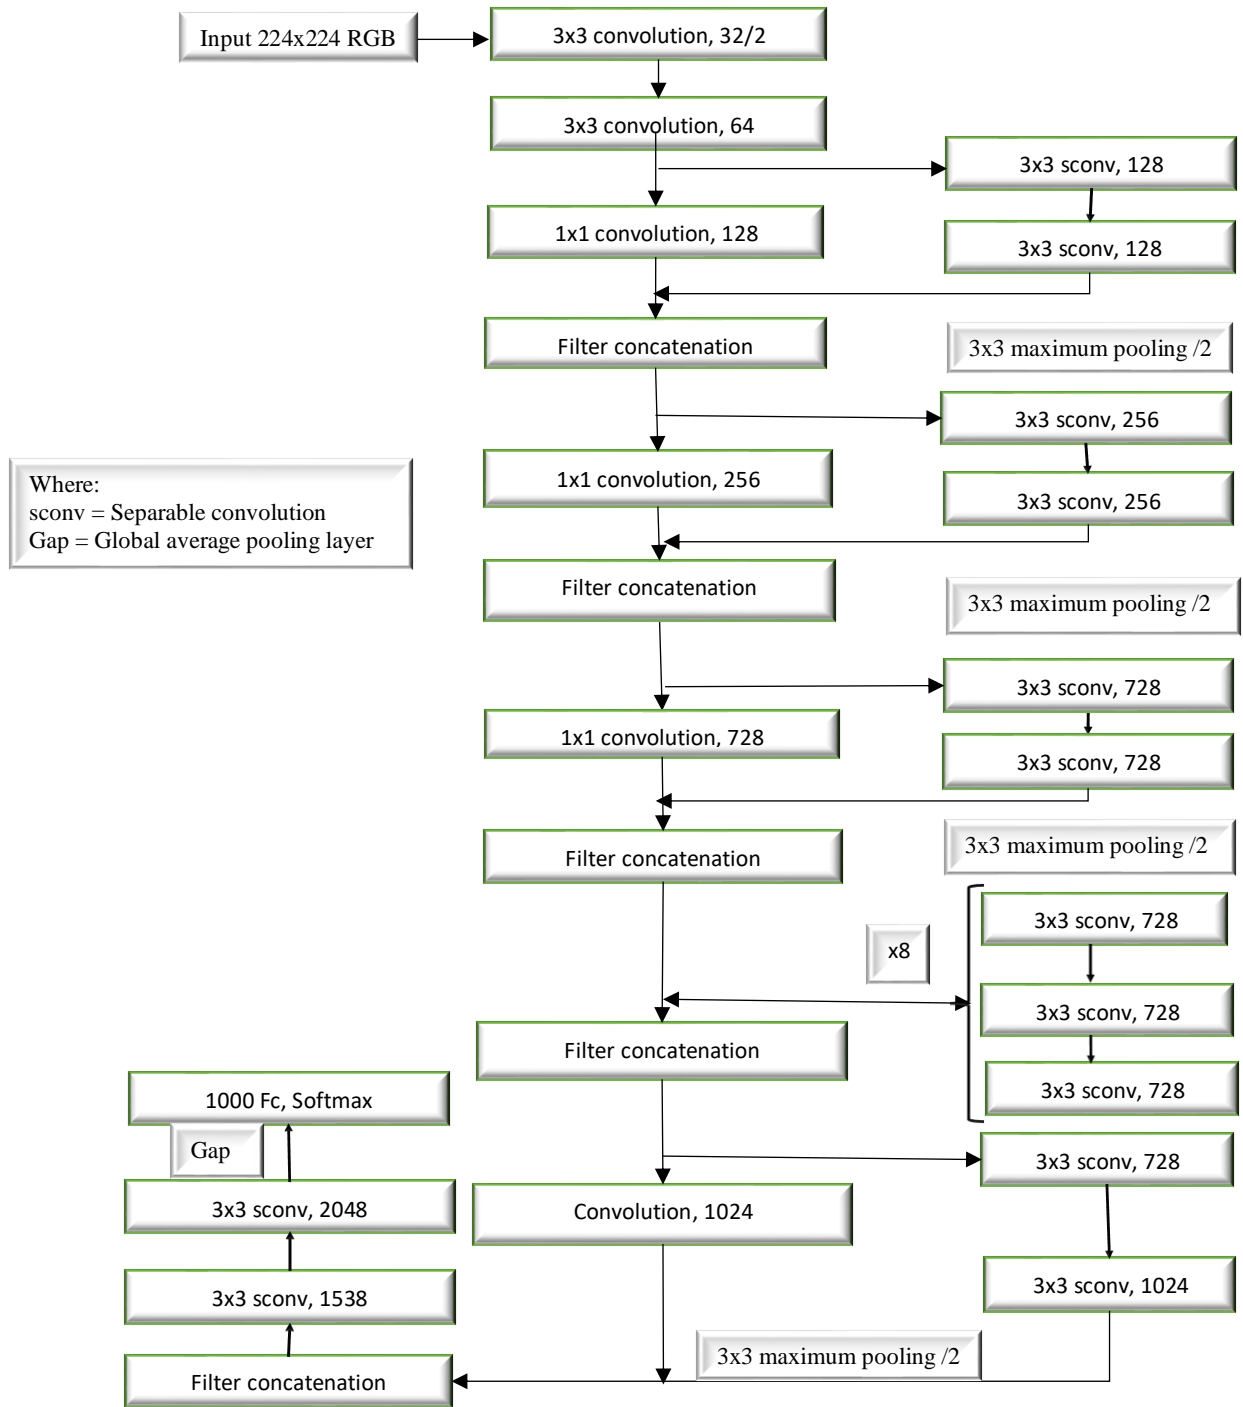 Input 224x224 RGB
3x3 convolution, 32/2
3x3 convolution, 64
3x3 sconv, 128
1x1 convolution, 128
3x3 sconv, 128
Filter concatenation
3x3 maximum pooling /2
3x3 sconv, 256
Where:
sconv = Separable convolution
Gap = Global average pooling layer
1x1 convolution, 256
3x3 sconv, 256
Filter concatenation
3x3 maximum pooling /2
3x3 sconv, 728
1x1 convolution, 728
3x3 sconv, 728
Filter concatenation
3x3 maximum pooling /2
x8
3x3 sconv, 728
3x3 sconv, 728
Filter concatenation
3x3 sconv, 728
1000 Fc, Softmax
Gap
3x3 sconv, 728
3x3 sconv, 2048
Convolution, 1024
3x3 sconv, 1538
3x3 sconv, 1024
3x3 maximum pooling /2
Filter concatenation